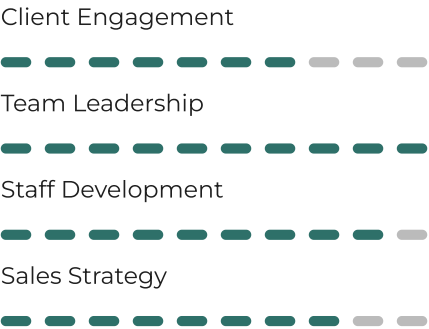 Client Engagement
Team Leadership
Staff Development
Sales Strategy